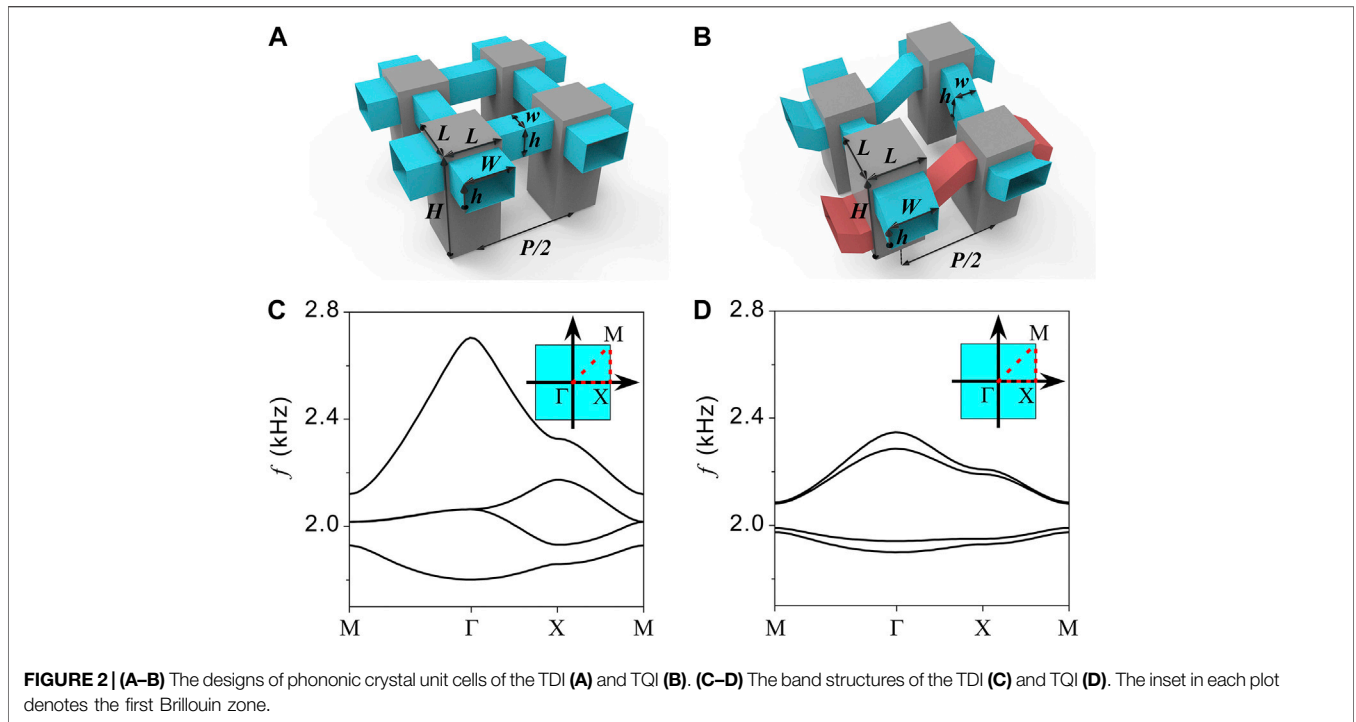 A
B
L
L
w
h
W
h
H
P/2
h
w
L
L
W
h
H
P/2
C
2.8
2.4
2.0
f (kHz)
M
Γ
X
M
Γ
X
M
D
2.8
2.4
2.0
f (kHz)
M
Γ
X
M
Γ
X
M
FIGURE 2 | (A–B) The designs of phononic crystal unit cells of the TDI (A) and TQI (B). (C–D) The band structures of the TDI (C) and TQI (D). The inset in each plot
denotes the first Brillouin zone.